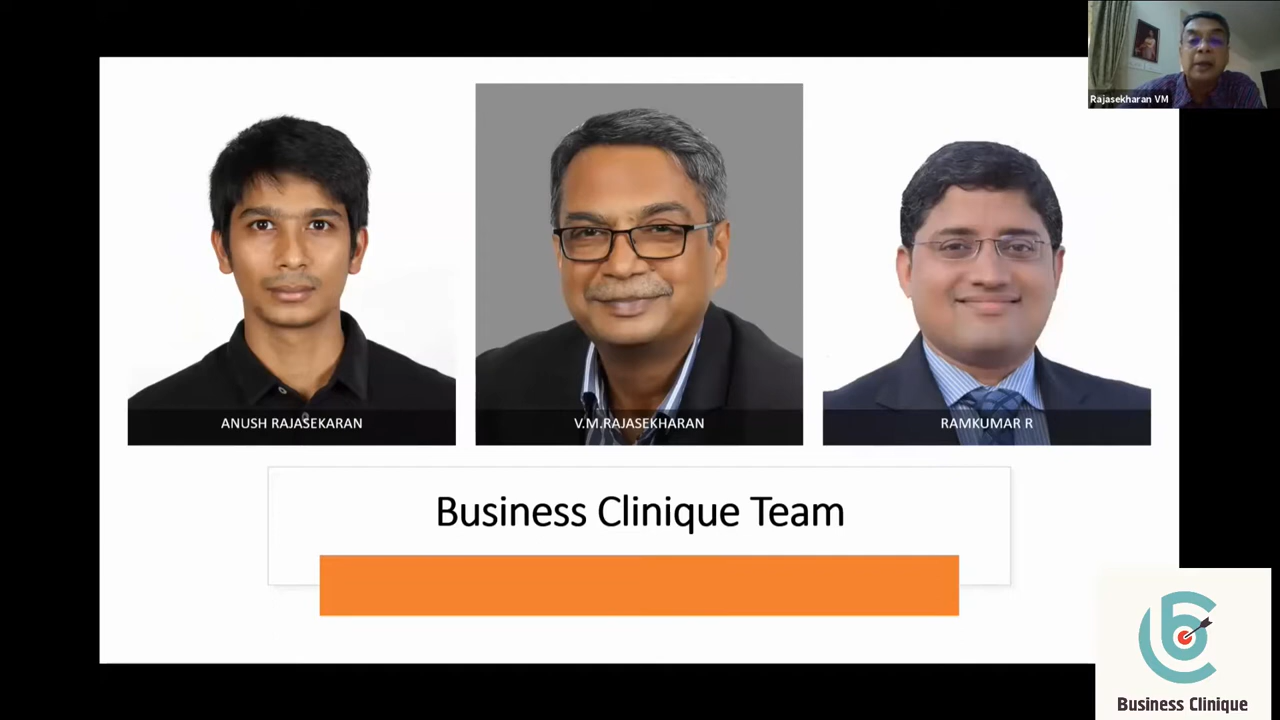 Rajasekharan VM
ANUSH RAJASEKARAN
V.M.RAJASEKHARAN
RAMKUMAR R
Business Clinique Team
Business Clinique